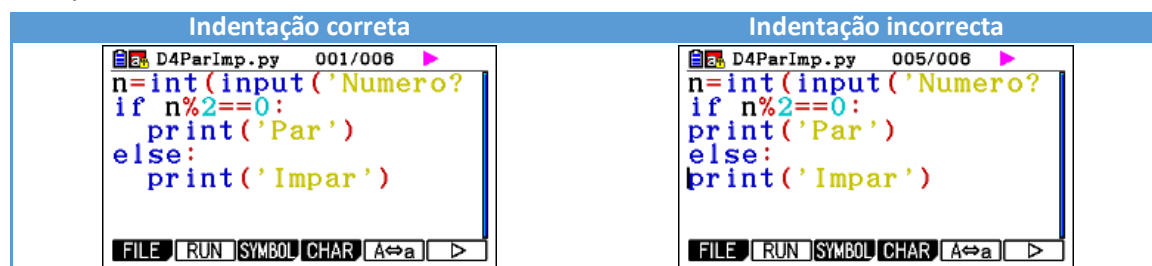 Indentação correta
D4ParImp.py 001/006
n=int(input('Numero?
if n%2==0:
  print('Par')
else:
  print('Impar')
FILE RUN SYMBOL CHAR A⇔a ▷
Indentação incorrecta
D4ParImp.py 005/006
n=int(input('Numero?
if n%2==0:
print('Par')
else:
print('Impar')
FILE RUN SYMBOL CHAR A⇔a ▷